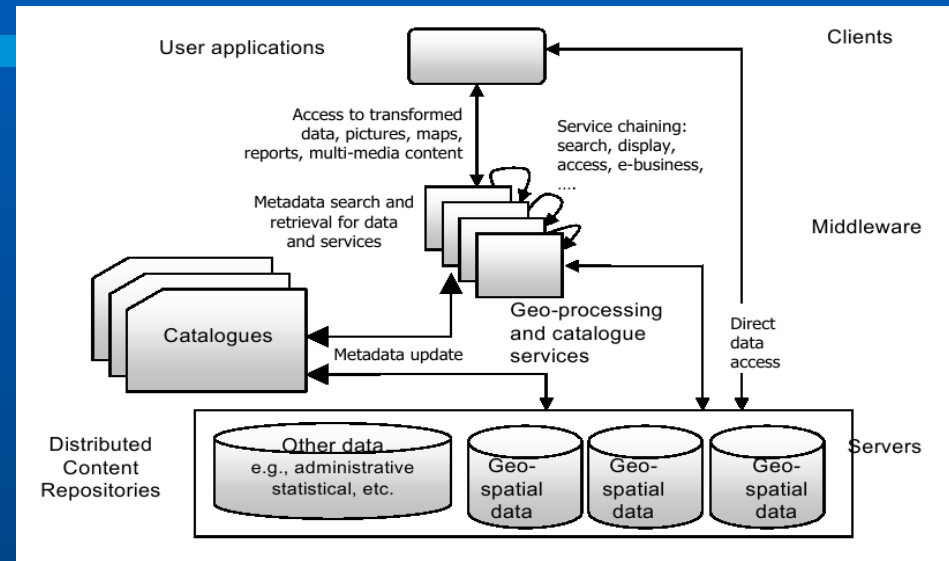 User applications
Clients
Access to transformed
data, pictures, maps,
reports, multi-media content
Service chaining:
search, display,
access, e-business,
....
Metadata search and
retrieval for data
and services
Middleware
Catalogues
Metadata update
Geo-processing
and catalogue
services
Direct
data
access
Distributed
Content
Repositories
Other data
e.g., administrative
statistical, etc.
Geo-
spatial
data
Geo-
spatial
data
Geo-
spatial
data
Servers